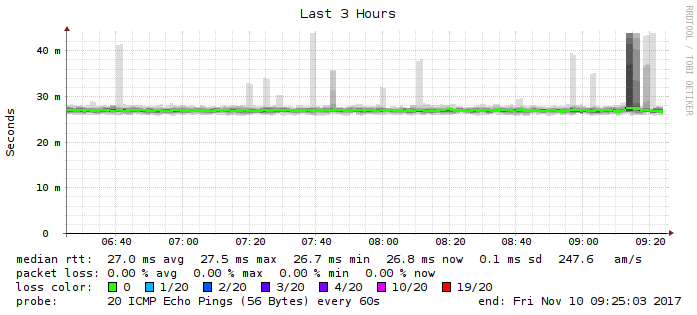 Last 3 Hours
RRDTOOL / TOBI OETIKER
Seconds
40 m
30 m
20 m
10 m
0
06:40 07:00 07:20 07:40 08:00 08:20 08:40 09:00 09:20
median rtt: 27.0 ms avg 27.5 ms max 26.7 ms min 26.8 ms now 0.1 ms sd 247.6 am/s
packet loss: 0.00 % avg 0.00 % max 0.00 % min 0.00 % now
loss color: 0 1/20 2/20 3/20 4/20 10/20 19/20
probe: 20 ICMP Echo Pings (56 Bytes) every 60s end: Fri Nov 10 09:25:03 2017